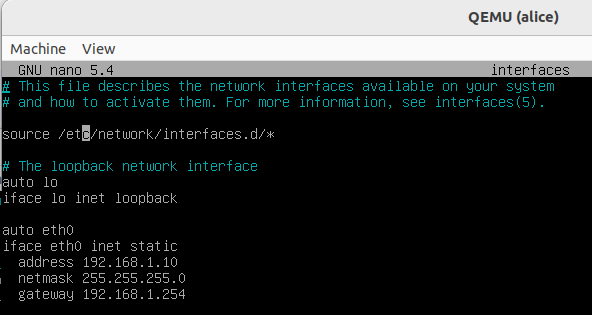 QEMU (alice)
Machine View
GNU nano 5.4 interfaces
# This file describes the network interfaces available on your system
# and how to activate them. For more information, see interfaces(5).
source /etc/network/interfaces.d/*
# The loopback network interface
auto lo
iface lo inet loopback
auto eth0
iface eth0 inet static
address 192.168.1.10
netmask 255.255.255.0
gateway 192.168.1.254